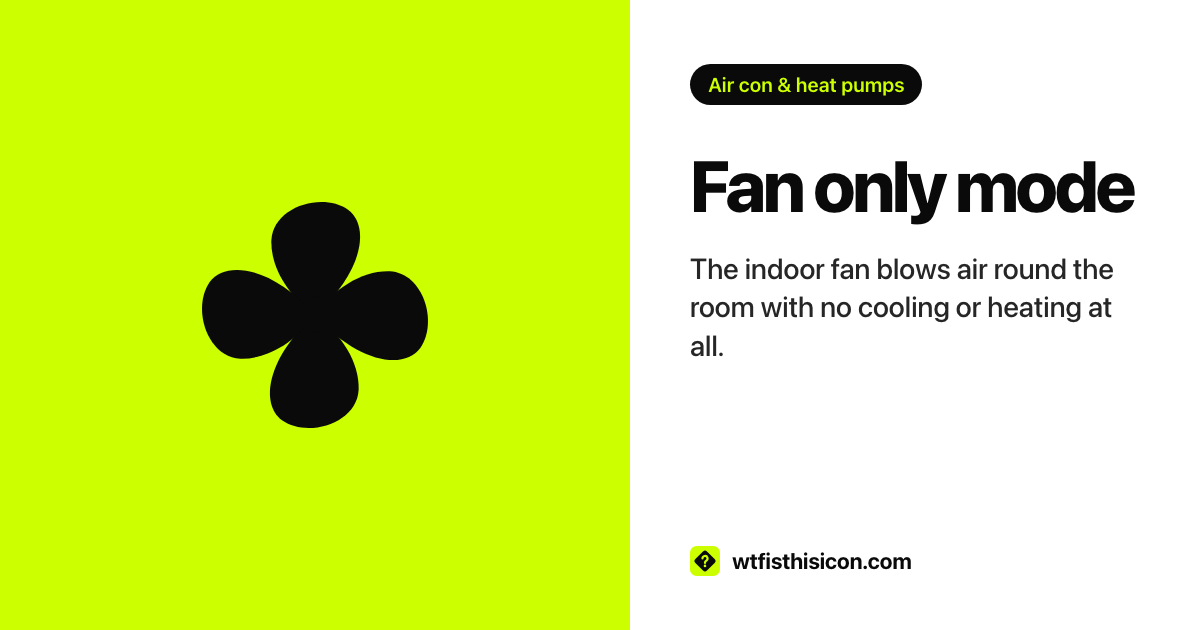 Air con & heat pumps
Fan only mode
The indoor fan blows air round the
room with no cooling or heating at
all.
?
wtfisthisicon.com